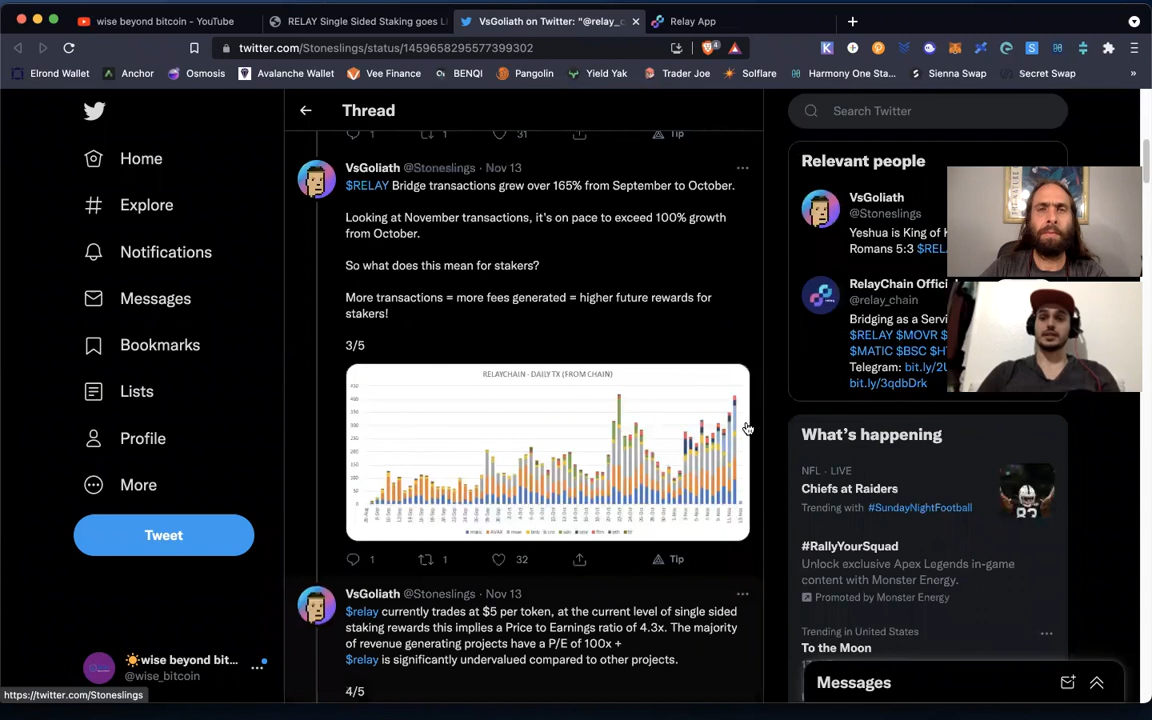 wise beyond bitcoin - YouTube
RELAY Single Sided Staking goes LI
VsGoliath on Twitter: "@relay_c
Relay App
twitter.com/Stoneslings/status/1459658295577399302
Elrond Wallet
Anchor
Osmosis
Avalanche Wallet
Vee Finance
BENQI
Pangolin
Yield Yak
Trader Joe
Solflare
Harmony One Sta...
Sienna Swap
Secret Swap
Home
Explore
Notifications
Messages
Bookmarks
Lists
Profile
More
Tweet
wise beyond bit...
@wise_bitcoin
https://twitter.com/Stoneslings
Thread
1
1
31
Tip
VsGoliath @Stoneslings · Nov 13
$RELAY Bridge transactions grew over 165% from September to October.
Looking at November transactions, it's on pace to exceed 100% growth
from October.
So what does this mean for stakers?
More transactions = more fees generated = higher future rewards for
stakers!
3/5
RELAYCHAIN - DAILY TX (FROM CHAIN)
1
1
32
Tip
VsGoliath @Stoneslings · Nov 13
$relay currently trades at $5 per token, at the current level of single sided
staking rewards this implies a Price to Earnings ratio of 4.3x. The majority
of revenue generating projects have a P/E of 100x +
$relay is significantly undervalued compared to other projects.
4/5
Search Twitter
Relevant people
VsGoliath
@Stoneslings
Yeshua is King of
Romans 5:3 $REL
RelayChain Offici
@relay_chain
Bridging as a Servi
$RELAY $MOVR
$MATIC $BSC $H
Telegram: bit.ly/2U
bit.ly/3qdbDrk
What's happening
NFL · LIVE
Chiefs at Raiders
Trending with #SundayNightFootball
#RallyYourSquad
Unlock exclusive Apex Legends in-game
content with Monster Energy.
Promoted by Monster Energy
Trending in United States
To the Moon
Messages